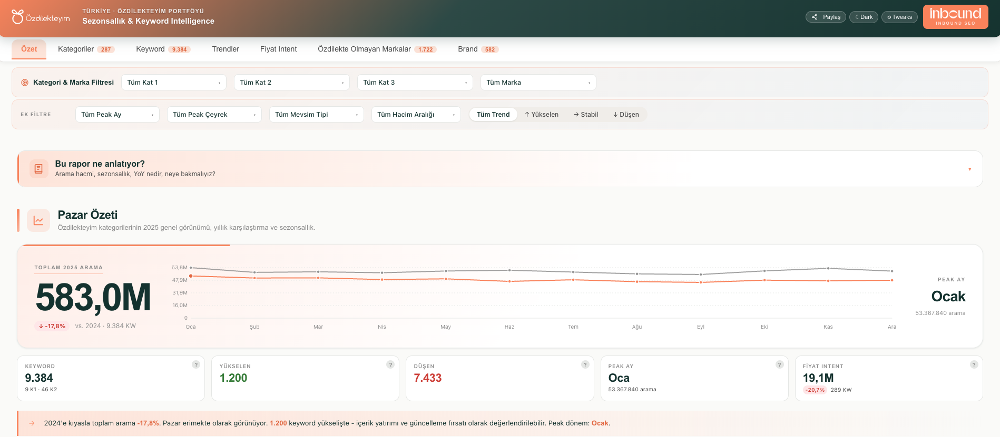 Özdilekteyim
TÜRKİYE · ÖZDİLEKTEYİM PORTFÖYÜ
Sezonsallık & Keyword Intelligence
Paylaş
Dark
Tweaks
inbound
INBOUND SEO
Özet
Kategoriler 287
Keyword 9.384
Trendler
Fiyat Intent
Özdilekte Olmayan Markalar 1.722
Brand 582
Kategori & Marka Filtresi
Tüm Kat 1
Tüm Kat 2
Tüm Kat 3
Tüm Marka
EK FİLTRE
Tüm Peak Ay
Tüm Peak Çeyrek
Tüm Mevsim Tipi
Tüm Hacim Aralığı
Tüm Trend
↑ Yükselen
→ Stabil
↓ Düşen
Bu rapor ne anlatıyor?
Arama hacmi, sezonsallık, YoY nedir, neye bakmalıyız?
Pazar Özeti
Özdilekteyim kategorilerinin 2025 genel görünümü, yıllık karşılaştırma ve sezonsallık.
TOPLAM 2025 ARAMA
583,0M
↓ -17,8% vs. 2024 · 9.384 KW
63,8M
47,9M
31,9M
16,0M
0
Oca Şub Mar Nis May Haz Tem Ağu Eyl Eki Kas Ara
PEAK AY
Ocak
53.367.840 arama
KEYWORD ?
9.384
9 K1 · 46 K2
YÜKSELEN ?
1.200
DÜŞEN ?
7.433
PEAK AY ?
Oca
53.367.840 arama
FİYAT INTENT ?
19,1M
-20,7% 289 KW
→ 2024'e kıyasla toplam arama -17,8%. Pazar erimekte olarak görünüyor. 1.200 keyword yükselişte - içerik yatırımı ve güncelleme fırsatı olarak değerlendirilebilir. Peak dönem: Ocak.